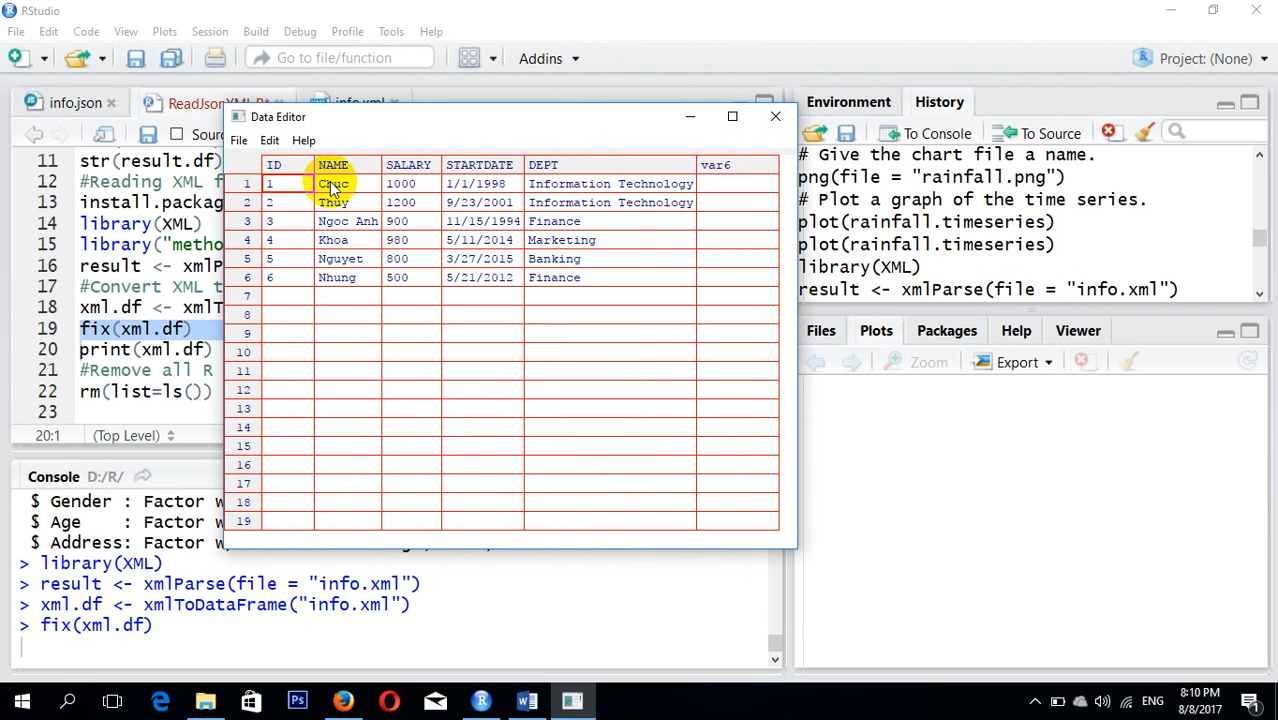 RStudio
File Edit Code View Plots Session Build Debug Profile Tools Help
Go to file/function Addins Project: (None)
info.json ReadJsonXML.R* info.xml
Sourc
11 str(result.df)
12 #Reading XML f
13 install.packag
14 library(XML)
15 library("metho
16 result <- xmlP
17 #Convert XML t
18 xml.df <- xmlT
19 fix(xml.df)
20 print(xml.df)
21 #Remove all R
22 rm(list=ls())
23
20:1 (Top Level)
Data Editor
File Edit Help
ID NAME SALARY STARTDATE DEPT var6
1 1 Chuc 1000 1/1/1998 Information Technology
2 2 Thuy 1200 9/23/2001 Information Technology
3 3 Ngoc Anh 900 11/15/1994 Finance
4 4 Khoa 980 5/11/2014 Marketing
5 5 Nguyet 800 3/27/2015 Banking
6 6 Nhung 500 5/21/2012 Finance
7
8
9
10
11
12
13
14
15
16
17
18
19
Console D:/R/
$ Gender : Factor w
$ Age : Factor w
$ Address: Factor w
> library(XML)
> result <- xmlParse(file = "info.xml")
> xml.df <- xmlToDataFrame("info.xml")
> fix(xml.df)
Environment History
To Console To Source
# Give the chart file a name.
png(file = "rainfall.png")
# Plot a graph of the time series.
plot(rainfall.timeseries)
plot(rainfall.timeseries)
library(XML)
result <- xmlParse(file = "info.xml")
Files Plots Packages Help Viewer
Zoom Export
ENG
8:10 PM
8/8/2017